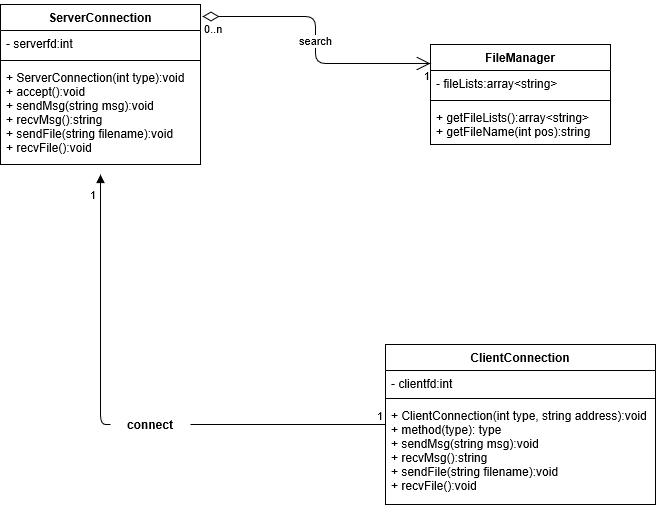 ServerConnection
- serverfd:int
+ ServerConnection(int type):void
+ accept():void
+ sendMsg(string msg):void
+ recvMsg():string
+ sendFile(string filename):void
+ recvFile():void
0..n
search
1
FileManager
- fileLists:array<string>
+ getFileLists():array<string>
+ getFileName(int pos):string
1
connect
1
ClientConnection
- clientfd:int
+ ClientConnection(int type, string address):void
+ method(type): type
+ sendMsg(string msg):void
+ recvMsg():string
+ sendFile(string filename):void
+ recvFile():void